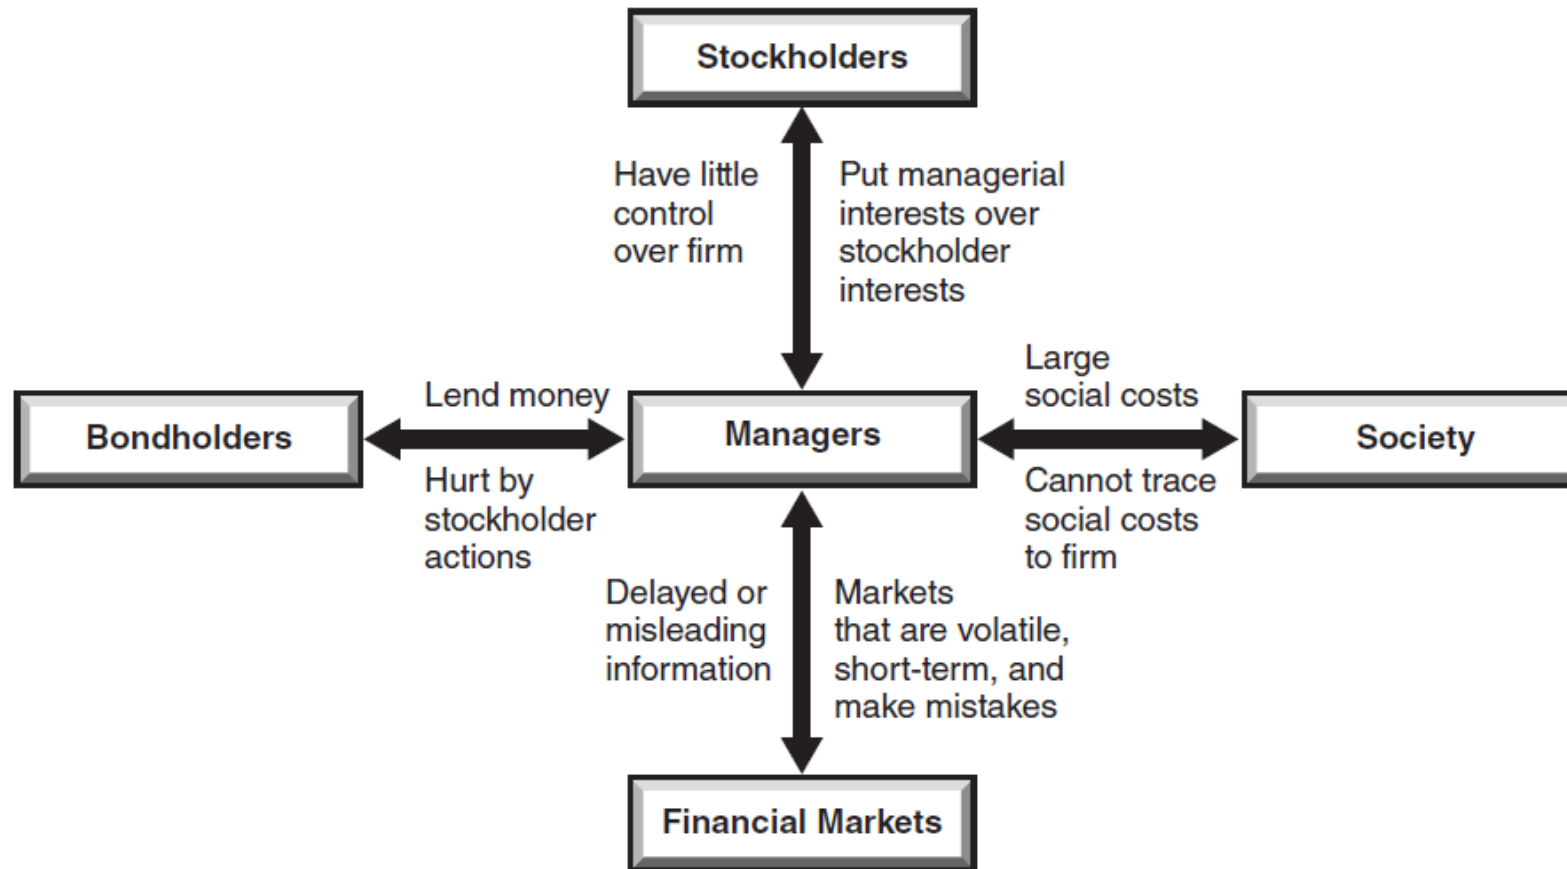 Stockholders
Have little
control
over firm
Put managerial
interests over
stockholder
interests
Bondholders
Lend money
Hurt by
stockholder
actions
Managers
Large
social costs
Cannot trace
social costs
to firm
Society
Delayed or
misleading
information
Markets
that are volatile,
short-term, and
make mistakes
Financial Markets